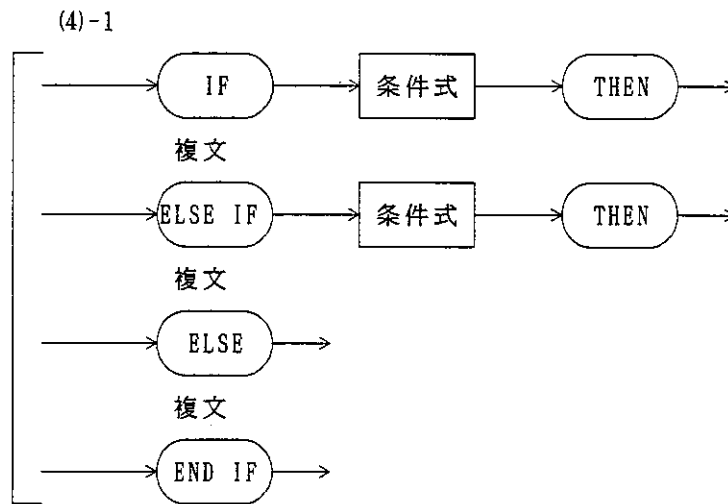 (4)-1
IF 条件式 THEN
複文
ELSE IF 条件式 THEN
複文
ELSE
複文
END IF